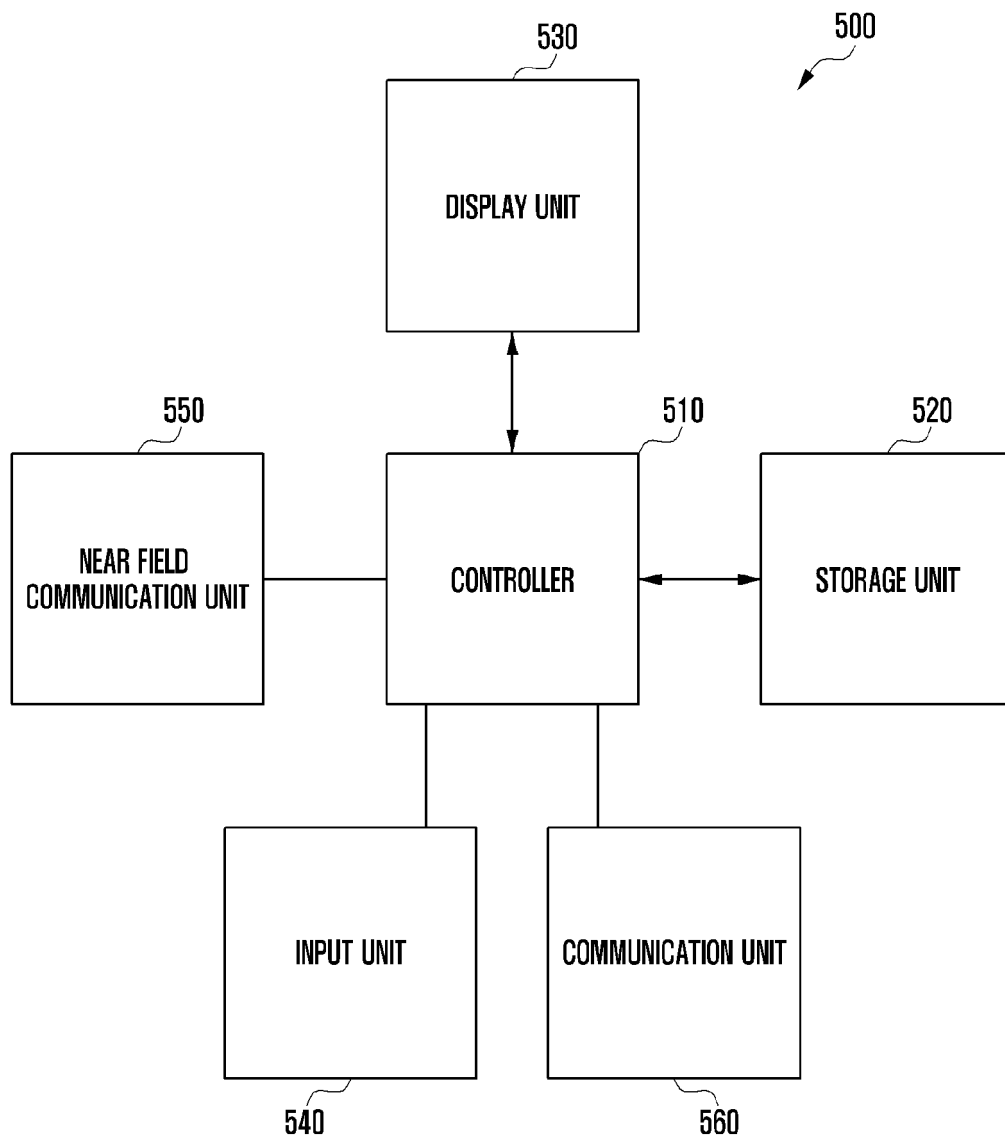 500
530
DISPLAY UNIT
550
510
520
NEAR FIELD
COMMUNICATION UNIT
CONTROLLER
STORAGE UNIT
INPUT UNIT
COMMUNICATION UNIT
540
560